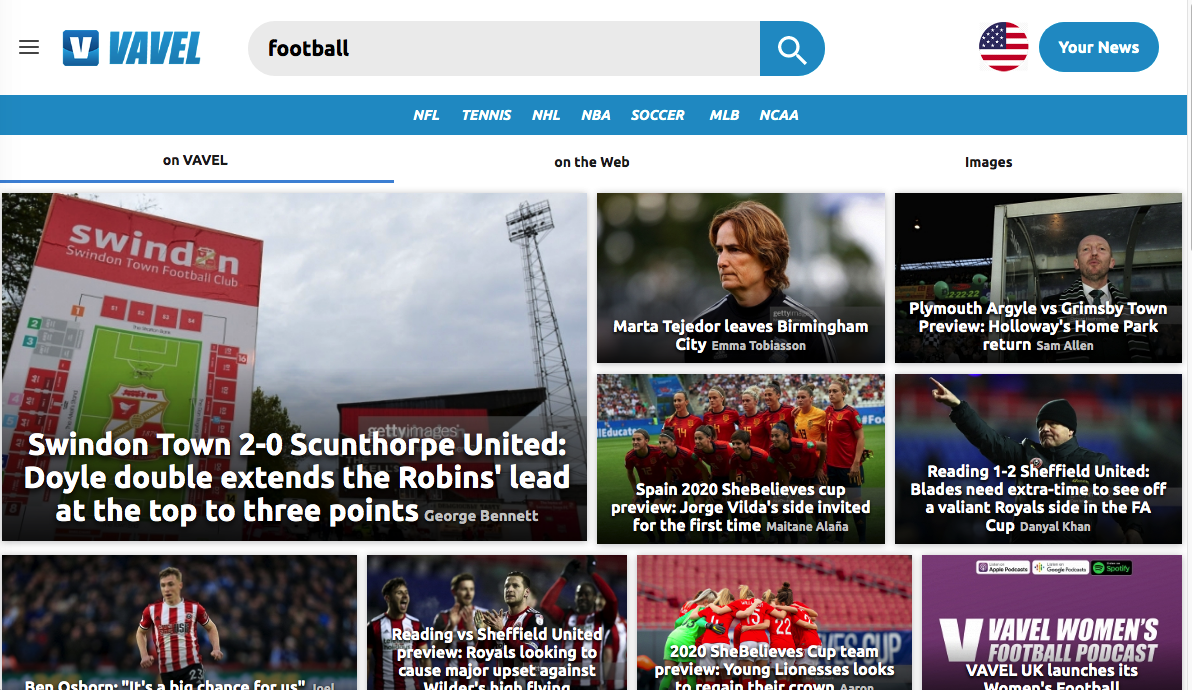 VAVEL
football
Your News
NFL TENNIS NHL NBA SOCCER MLB NCAA
on VAVEL
on the Web
Images
swindon
Swindon Town Football Club
gettyimages
Swindon Town 2-0 Scunthorpe United:
Doyle double extends the Robins' lead
at the top to three points George Bennett
Marta Tejedor leaves Birmingham
City Emma Tobiasson
Plymouth Argyle vs Grimsby Town
Preview: Holloway's Home Park
return Sam Allen
Spain 2020 SheBelieves cup
preview: Jorge Vilda's side invited
for the first time Maitane Alaña
Reading 1-2 Sheffield United:
Blades need extra-time to see off
a valiant Royals side in the FA
Cup Danyal Khan
Ben Osborn: "It's a big chance for us" Joel
Reading vs Sheffield United
preview: Royals looking to
cause major upset against
Wilder's high flying
2020 SheBelieves Cup team
preview: Young Lionesses looks
to regain their crown Aaron
Apple Podcasts
Google Podcasts
Spotify
VAVEL WOMEN'S
FOOTBALL PODCAST
VAVEL UK launches its
Women's Football